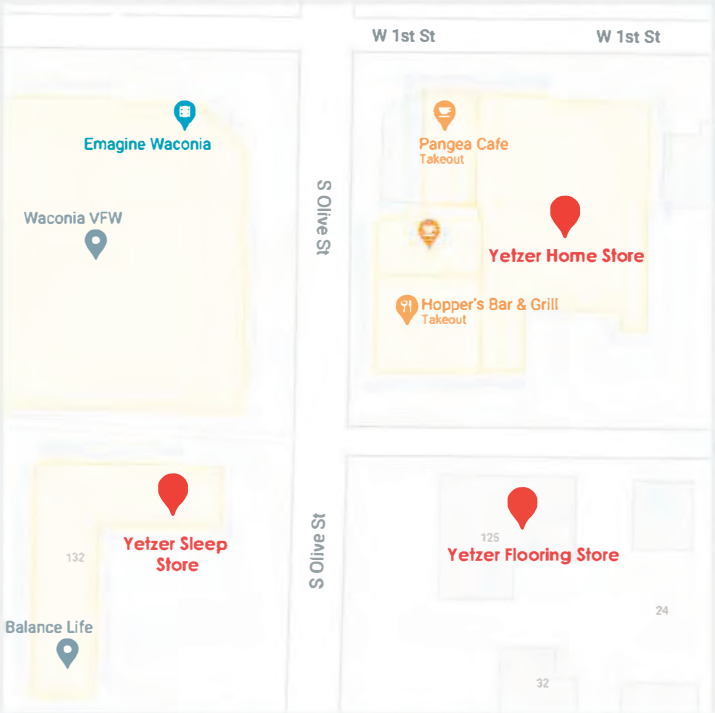 W 1st St
W 1st St
Emagine Waconia
Pangea Cafe
Takeout
S Olive St
Waconia VFW
Yetzer Home Store
Hopper's Bar & Grill
Takeout
S Olive St
Yetzer Sleep
Store
132
125
Yetzer Flooring Store
Balance Life
24
32